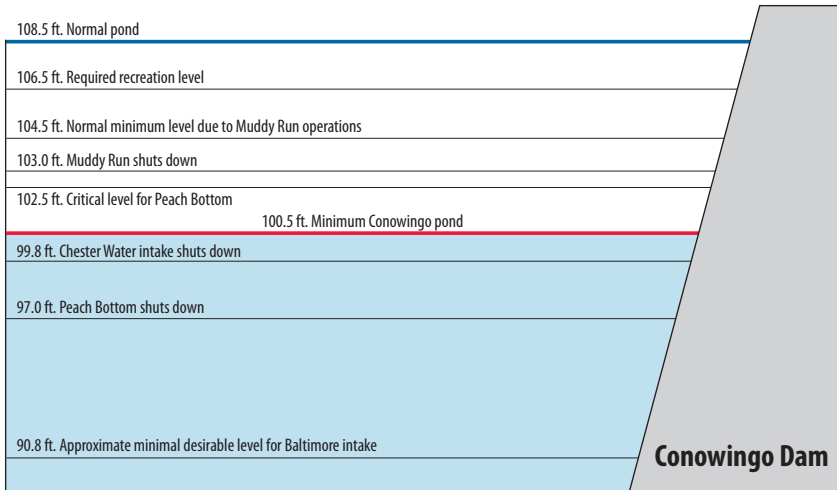 108.5 ft. Normal pond
106.5 ft. Required recreation level
104.5 ft. Normal minimum level due to Muddy Run operations
103.0 ft. Muddy Run shuts down
102.5 ft. Critical level for Peach Bottom
100.5 ft. Minimum Conowingo pond
99.8 ft. Chester Water intake shuts down
97.0 ft. Peach Bottom shuts down
90.8 ft. Approximate minimal desirable level for Baltimore intake
Conowingo Dam